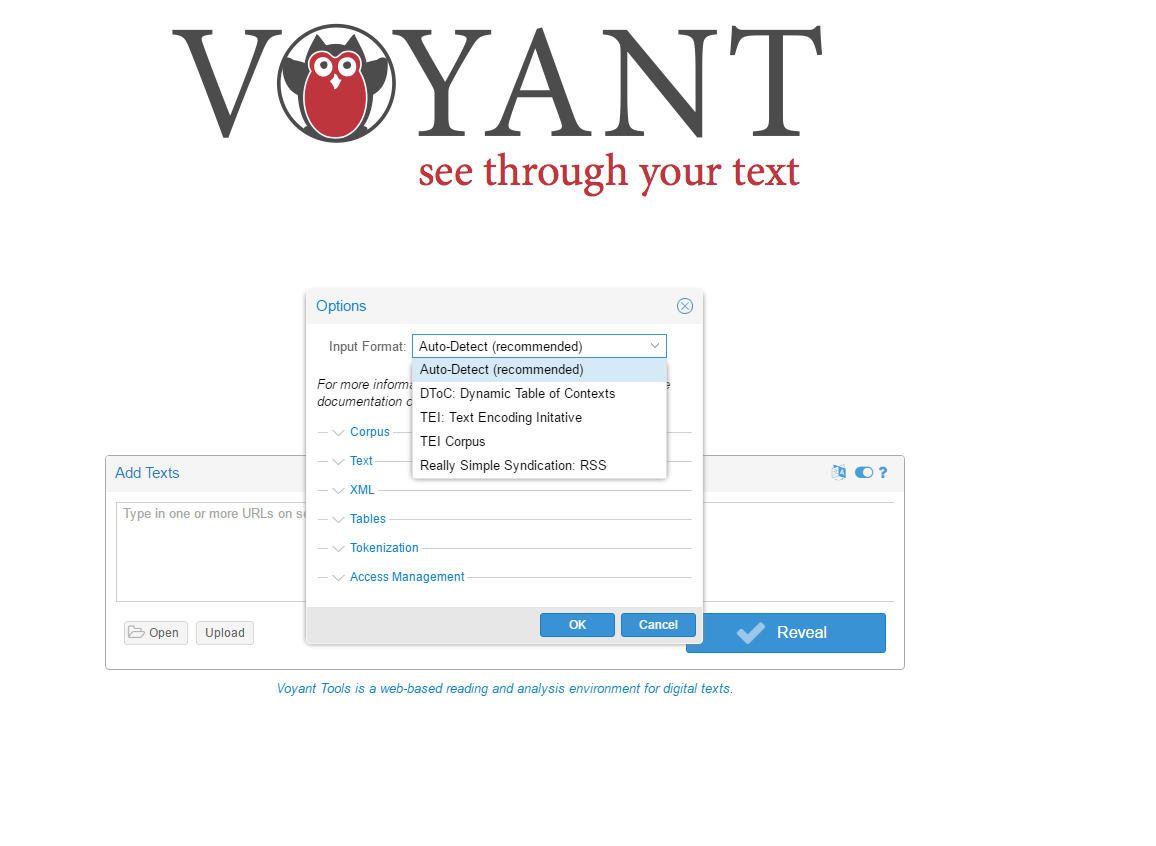 VOYANT
see through your text
Options
Input Format: Auto-Detect (recommended)
Auto-Detect (recommended)
For more informa
DToC: Dynamic Table of Contexts
documentation o
TEI: Text Encoding Initative
Corpus
TEI Corpus
Text
Really Simple Syndication: RSS
Add Texts
?
XML
Type in one or more URLs on se
Tables
Tokenization
Access Management
OK
Cancel
Open
Upload
Reveal
Voyant Tools is a web-based reading and analysis environment for digital texts.